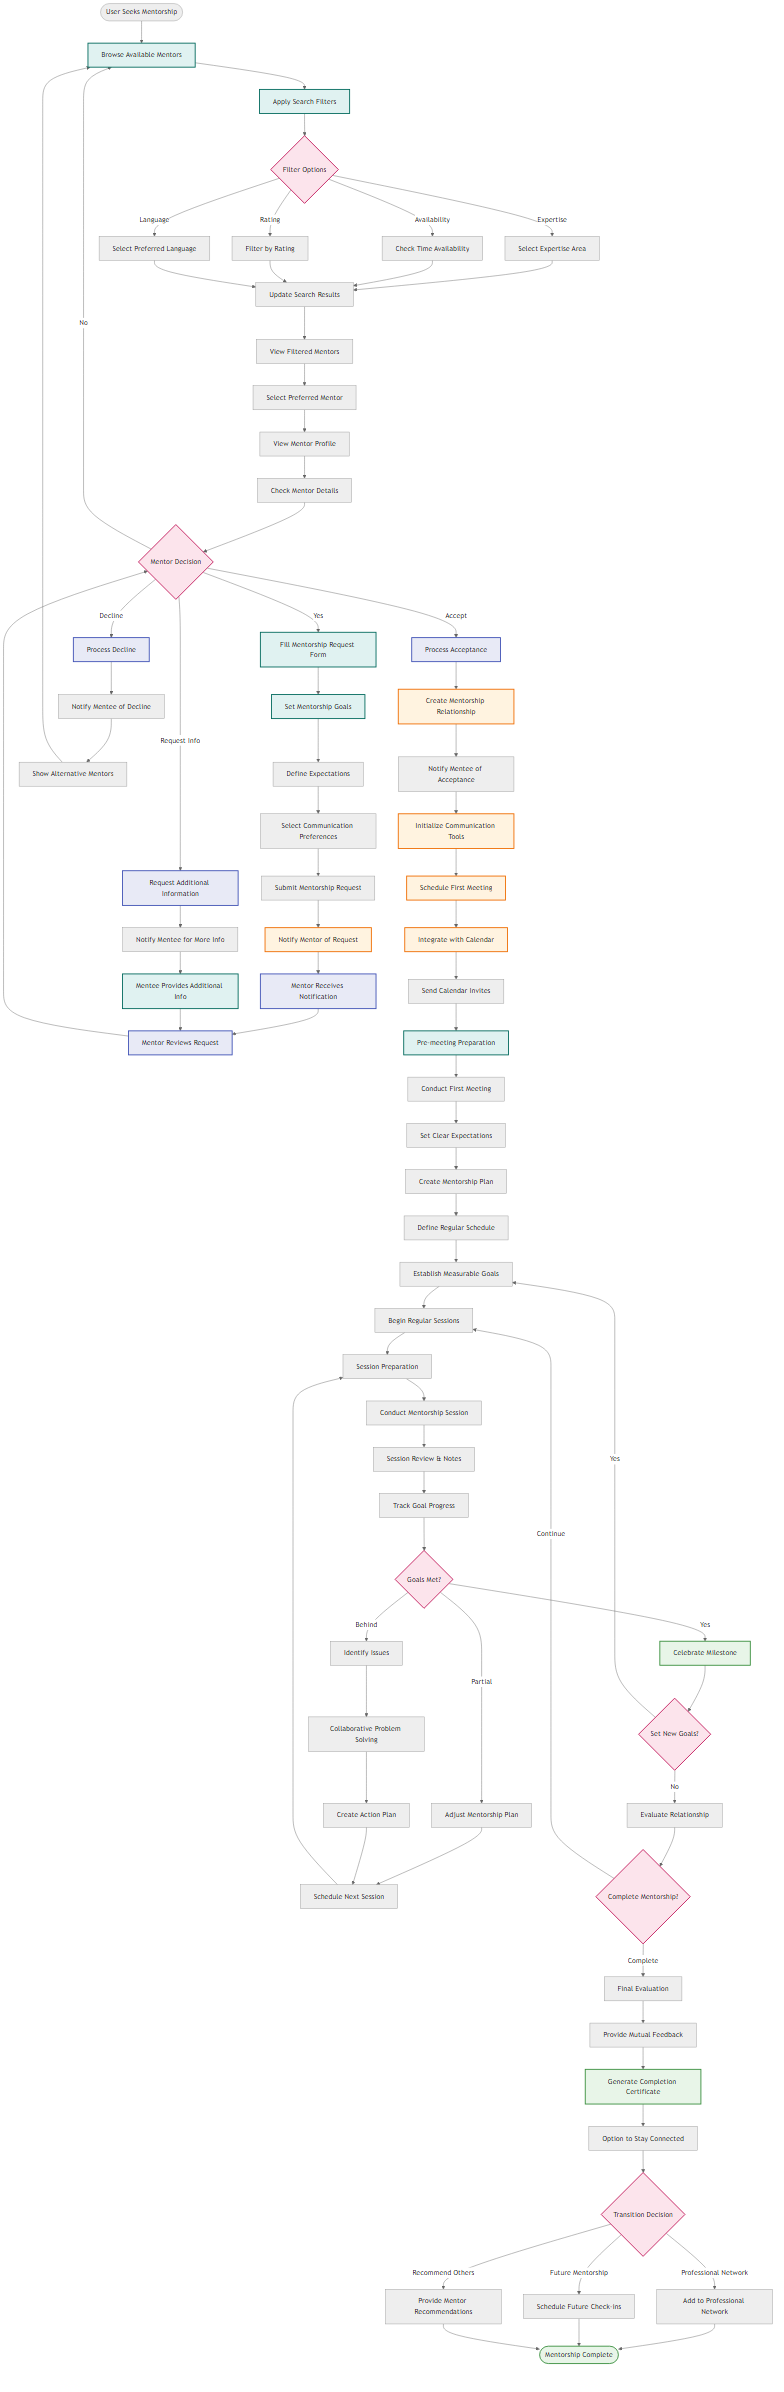 User Seeks Mentorship
Browse Available Mentors
Apply Search Filters
Filter Options
Language
Rating
Availability
Expertise
Select Preferred Language
Filter by Rating
Check Time Availability
Select Expertise Area
Update Search Results
No
View Filtered Mentors
Select Preferred Mentor
View Mentor Profile
Check Mentor Details
Mentor Decision
Decline
Yes
Accept
Process Decline
Fill Mentorship Request
Form
Process Acceptance
Notify Mentee of Decline
Set Mentorship Goals
Create Mentorship
Relationship
Request Info
Show Alternative Mentors
Define Expectations
Notify Mentee of
Acceptance
Select Communication
Preferences
Initialize Communication
Tools
Request Additional
Information
Submit Mentorship Request
Schedule First Meeting
Notify Mentee for More Info
Notify Mentor of Request
Integrate with Calendar
Mentee Provides Additional
Info
Mentor Receives
Notification
Send Calendar Invites
Mentor Reviews Request
Pre-meeting Preparation
Conduct First Meeting
Set Clear Expectations
Create Mentorship Plan
Define Regular Schedule
Establish Measurable Goals
Begin Regular Sessions
Session Preparation
Conduct Mentorship Session
Session Review & Notes
Yes
Track Goal Progress
Continue
Goals Met?
Behind
Yes
Identify Issues
Celebrate Milestone
Partial
Collaborative Problem
Solving
Set New Goals?
No
Create Action Plan
Adjust Mentorship Plan
Evaluate Relationship
Schedule Next Session
Complete Mentorship?
Complete
Final Evaluation
Provide Mutual Feedback
Generate Completion
Certificate
Option to Stay Connected
Transition Decision
Recommend Others
Future Mentorship
Professional Network
Provide Mentor
Recommendations
Schedule Future Check-ins
Add to Professional
Network
Mentorship Complete